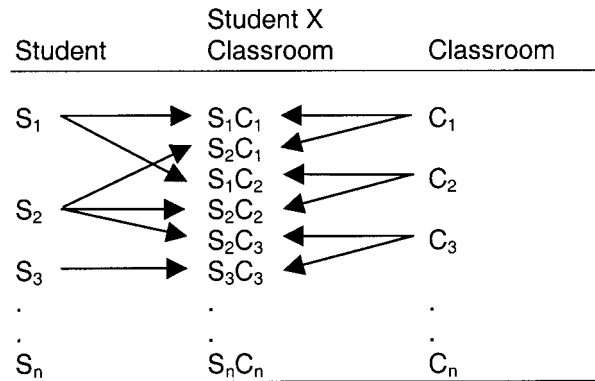 Student X
Student Classroom Classroom
S₁ S₁C₁ C₁
S₂C₁
S₁C₂ C₂
S₂ S₂C₂
S₂C₃ C₃
S₃ S₃C₃
. . .
. . .
Sₙ SₙCₙ Cₙ